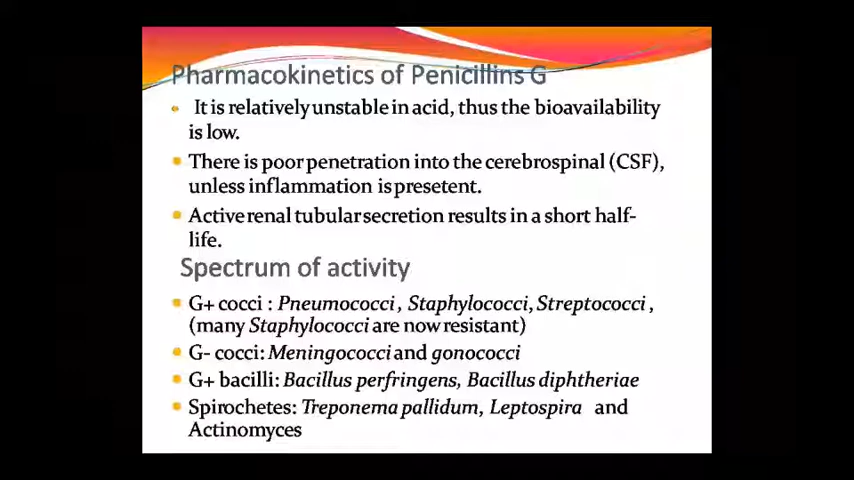 Pharmacokinetics of Penicillins G
It is relatively unstable in acid, thus the bioavailability
is low.
There is poor penetration into the cerebrospinal (CSF),
unless inflammation is presetent.
Active renal tubular secretion results in a short half-
life.
Spectrum of activity
G+ cocci : Pneumococci, Staphylococci, Streptococci,
(many Staphylococci are now resistant)
G- cocci: Meningococci and gonococci
G+ bacilli: Bacillus perfringens, Bacillus diphtheriae
Spirochetes: Treponema pallidum, Leptospira and
Actinomyces